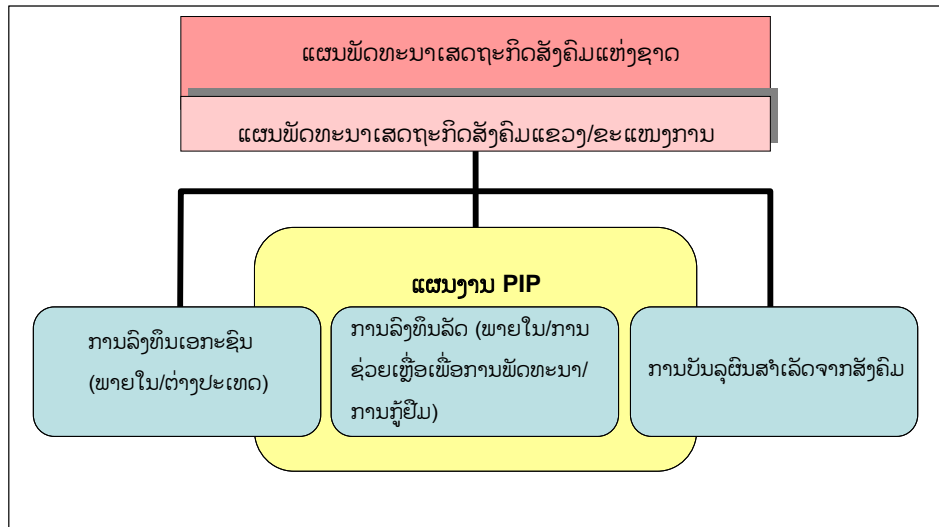 ແຜນພັດທະນາເສດຖະກິດສັງຄົມແຫ່ງຊາດ
ແຜນພັດທະນາເສດຖະກິດສັງຄົມແຂວງ/ຂະແໜງການ
ແຜນງານ PIP
ການລົງທຶນເອກະຊົນ
(ພາຍໃນ/ຕ່າງປະເທດ)
ການລົງທຶນລັດ (ພາຍໃນ/ການ
ຊ່ວຍເຫຼືອເພື່ອການພັດທະນາ/
ການກູ້ຢືມ)
ການບັນລຸຜົນສຳເລັດຈາກສັງຄົມ